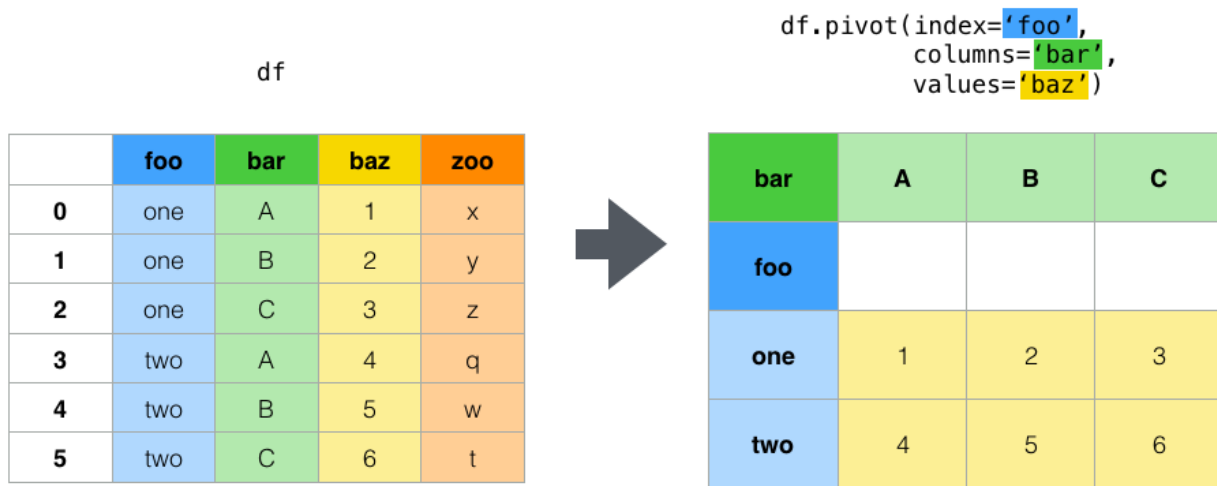 df
foo bar baz zoo
0 one A 1 x
1 one B 2 y
2 one C 3 z
3 two A 4 q
4 two B 5 w
5 two C 6 t
df.pivot(index=‘foo’,
columns=‘bar’,
values=‘baz’)
bar A B C
foo
one 1 2 3
two 4 5 6